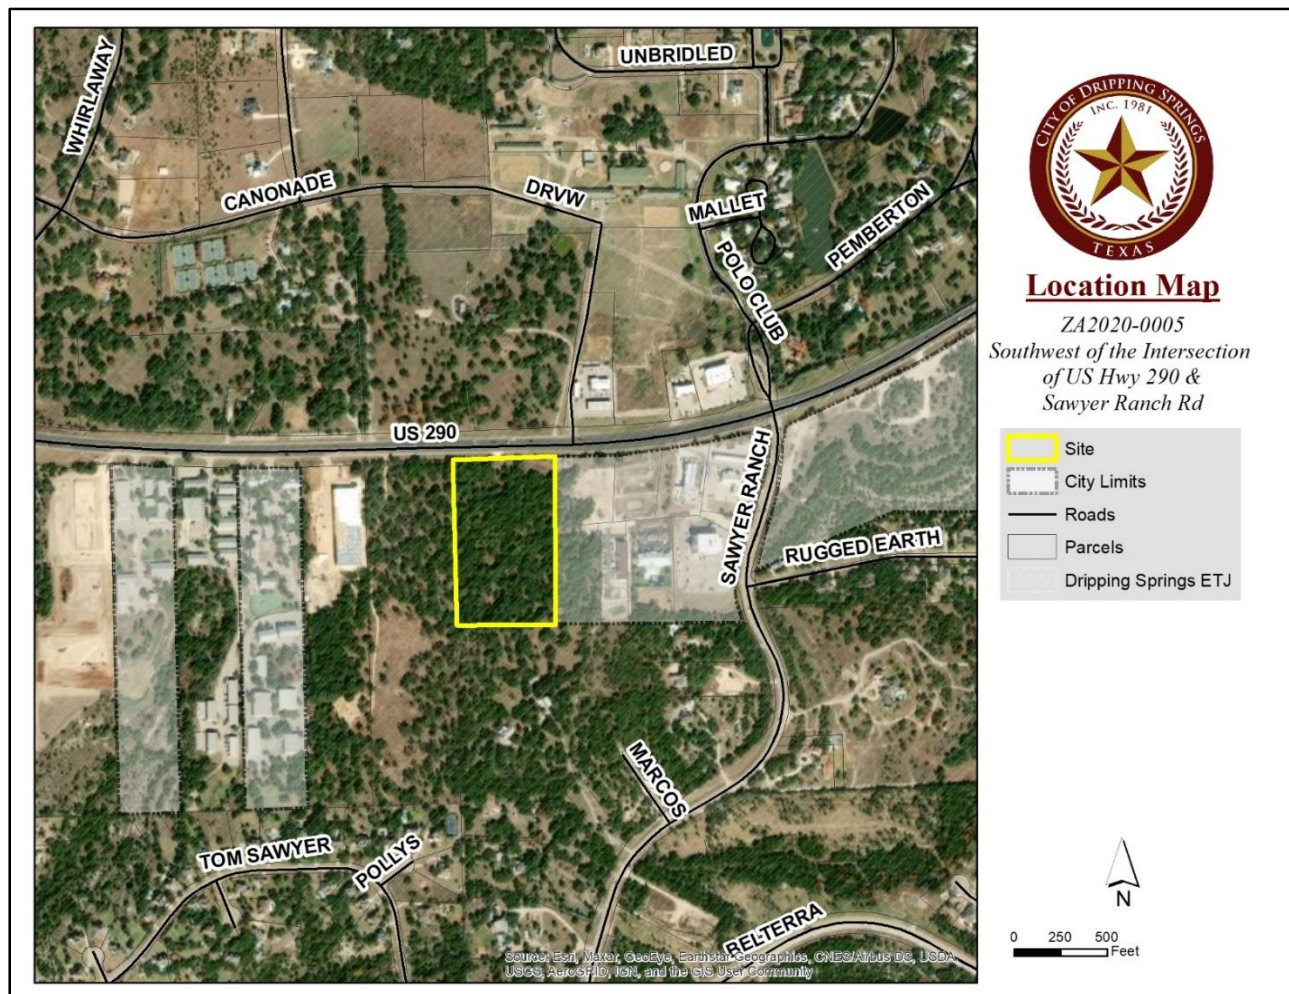 WHIRLAWAY
UNBRIDLED
CANONADE
DRVW
MALLET
PEMBERTON
POLO CLUB
US 290
SAWYER RANCH
RUGGED EARTH
MARCOS
TOM SAWYER
POLLYS
BELTERRA
Source: Esri, Maxar, GeoEye, Earthstar Geographics, CNES/Airbus DS, USDA,
USGS, AeroGRID, IGN, and the GIS User Community
CITY OF DRIPPING SPRINGS
INC. 1981
TEXAS
Location Map
ZA2020-0005
Southwest of the Intersection
of US Hwy 290 &
Sawyer Ranch Rd
Site
City Limits
Roads
Parcels
Dripping Springs ETJ
N
0 250 500
Feet